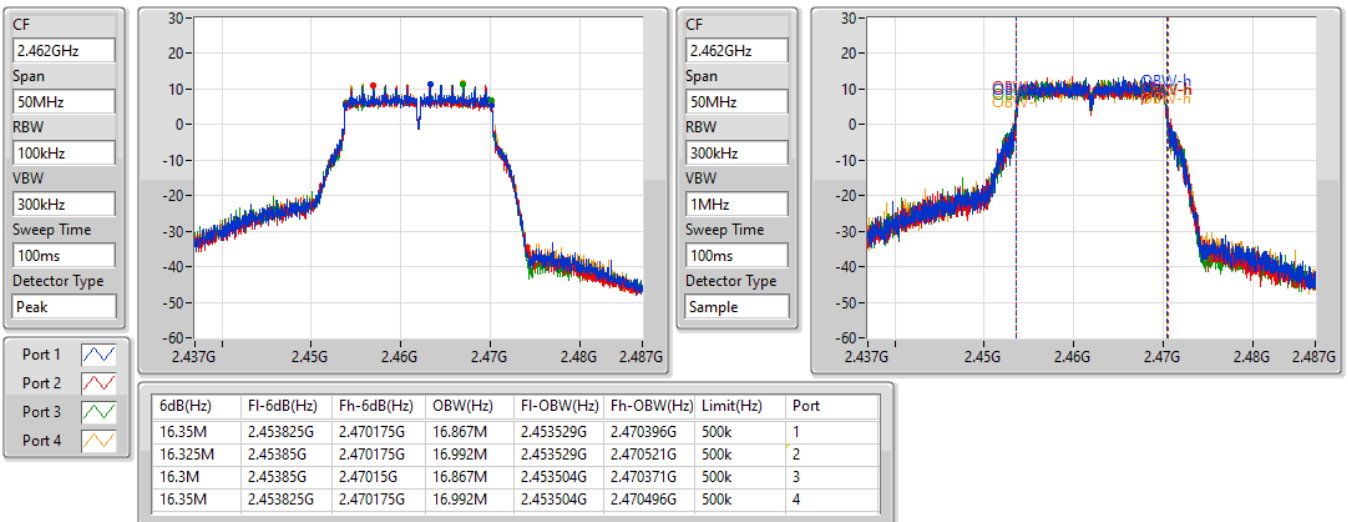 CF
2.462GHz
Span
50MHz
RBW
100kHz
VBW
300kHz
Sweep Time
100ms
Detector Type
Peak
30
20
10
0
-10
-20
-30
-40
-50
-60
2.437G 2.45G 2.46G 2.47G 2.48G 2.487G
CF
2.462GHz
Span
50MHz
RBW
300kHz
VBW
1MHz
Sweep Time
100ms
Detector Type
Sample
30
20
10
0
-10
-20
-30
-40
-50
-60
OBW-h
OBW-h
2.437G 2.45G 2.46G 2.47G 2.48G 2.487G
Port 1
Port 2
Port 3
Port 4
6dB(Hz) Fl-6dB(Hz) Fh-6dB(Hz) OBW(Hz) Fl-OBW(Hz) Fh-OBW(Hz) Limit(Hz) Port
16.35M 2.453825G 2.470175G 16.867M 2.453529G 2.470396G 500k 1
16.325M 2.45385G 2.470175G 16.992M 2.453529G 2.470521G 500k 2
16.3M 2.45385G 2.47015G 16.867M 2.453504G 2.470371G 500k 3
16.35M 2.453825G 2.470175G 16.992M 2.453504G 2.470496G 500k 4